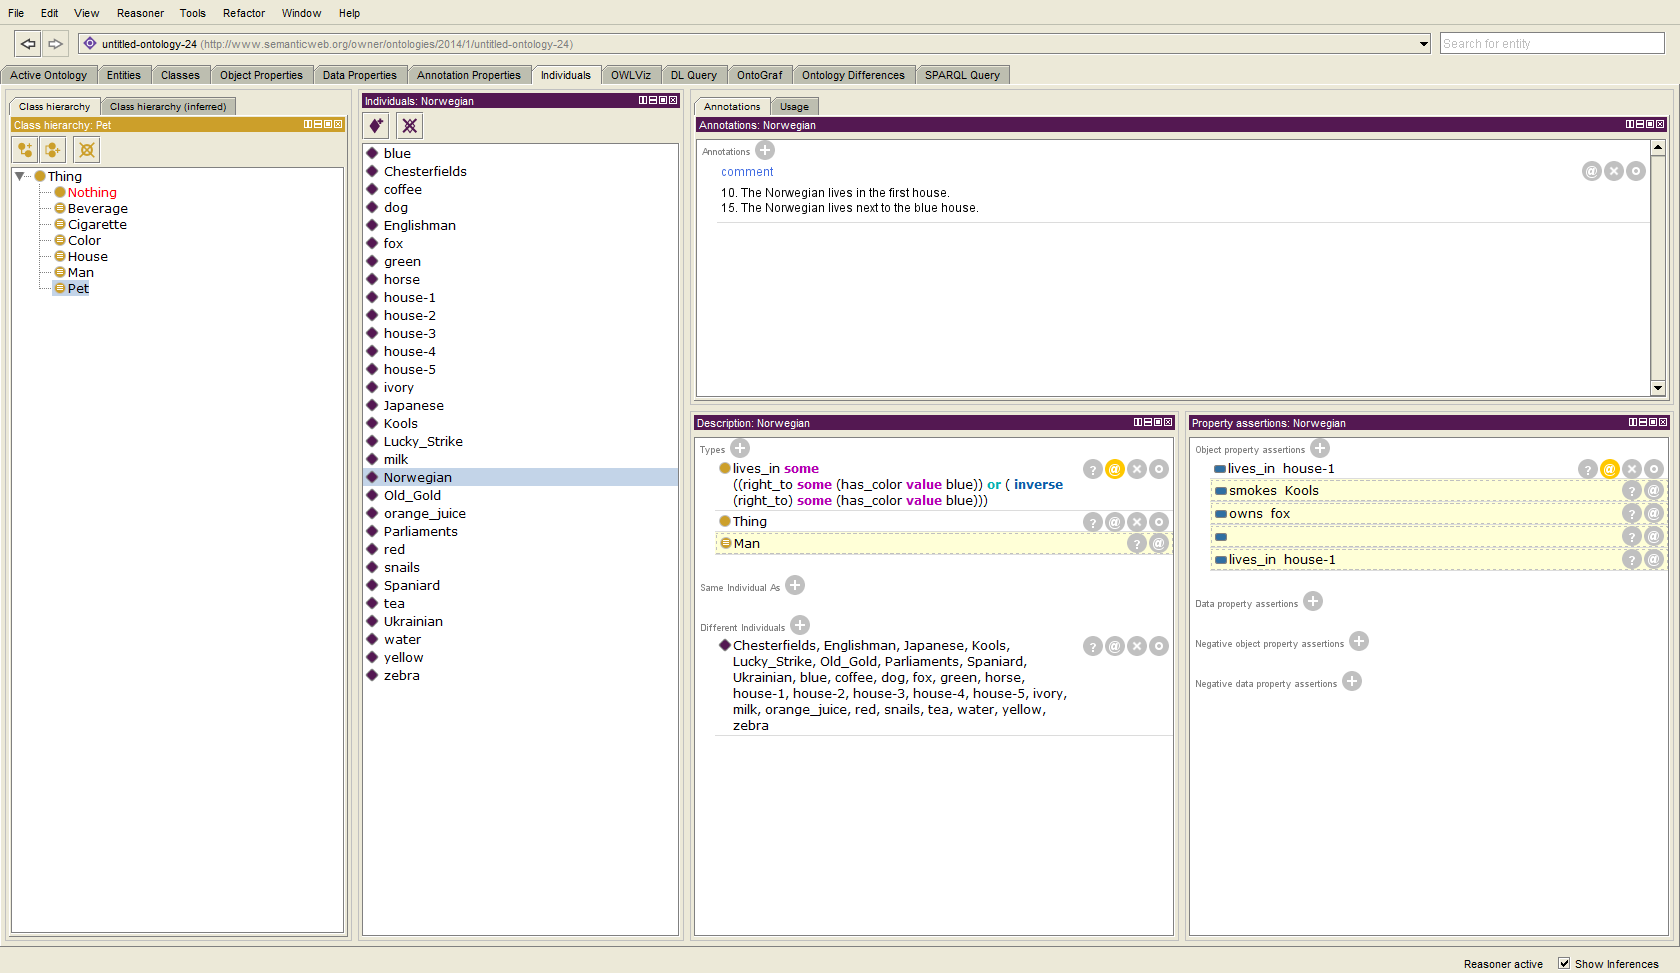 File Edit View Reasoner Tools Refactor Window Help
untitled-ontology-24 (http://www.semanticweb.org/owner/ontologies/2014/1/untitled-ontology-24)
Search for entity
Active Ontology Entities Classes Object Properties Data Properties Annotation Properties Individuals OWLViz DL Query OntoGraf Ontology Differences SPARQL Query
Class hierarchy Class hierarchy (inferred)
Class hierarchy: Pet
Thing
Nothing
Beverage
Cigarette
Color
House
Man
Pet
Individuals: Norwegian
blue
Chesterfields
coffee
dog
Englishman
fox
green
horse
house-1
house-2
house-3
house-4
house-5
ivory
Japanese
Kools
Lucky_Strike
milk
Norwegian
Old_Gold
orange_juice
Parliaments
red
snails
Spaniard
tea
Ukrainian
water
yellow
zebra
Annotations Usage
Annotations: Norwegian
Annotations
comment
10. The Norwegian lives in the first house.
15. The Norwegian lives next to the blue house.
Description: Norwegian
Types
lives_in some
((right_to some (has_color value blue)) or ( inverse
(right_to) some (has_color value blue)))
Thing
Man
Same Individual As
Different Individuals
Chesterfields, Englishman, Japanese, Kools,
Lucky_Strike, Old_Gold, Parliaments, Spaniard,
Ukrainian, blue, coffee, dog, fox, green, horse,
house-1, house-2, house-3, house-4, house-5, ivory,
milk, orange_juice, red, snails, tea, water, yellow,
zebra
Property assertions: Norwegian
Object property assertions
lives_in house-1
smokes Kools
owns fox
lives_in house-1
Data property assertions
Negative object property assertions
Negative data property assertions
Reasoner active Show Inferences